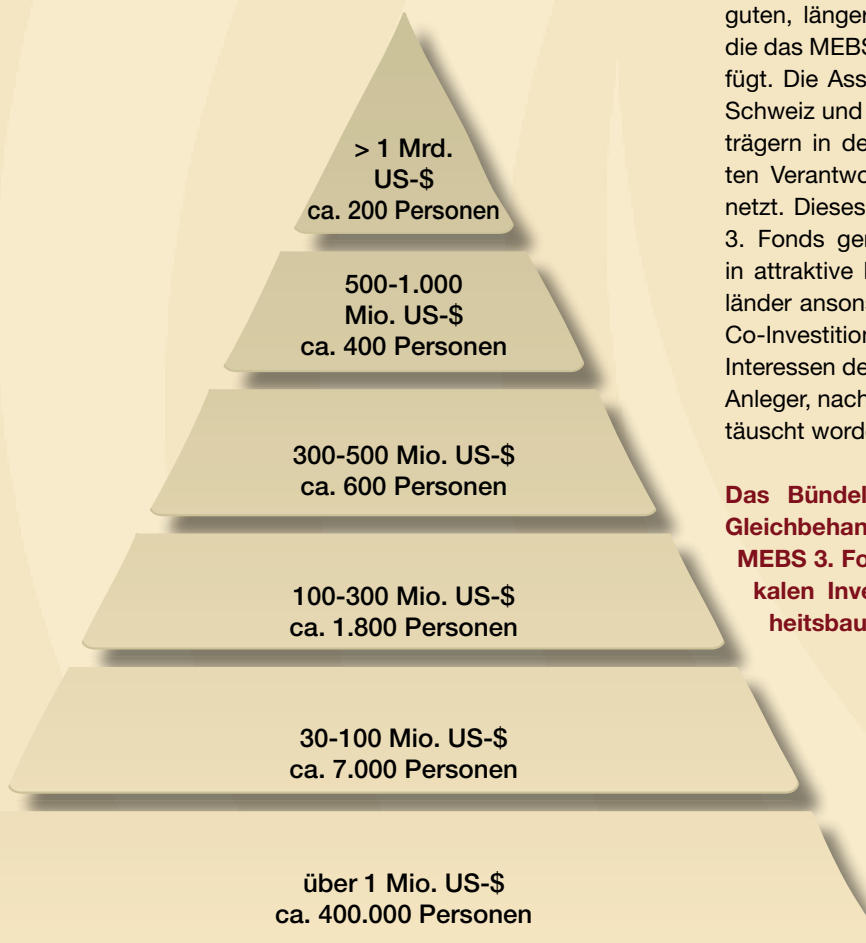 > 1 Mrd.
US-$
ca. 200 Personen
500-1.000
Mio. US-$
ca. 400 Personen
300-500 Mio. US-$
ca. 600 Personen
100-300 Mio. US-$
ca. 1.800 Personen
30-100 Mio. US-$
ca. 7.000 Personen
über 1 Mio. US-$
ca. 400.000 Personen
guten, länger
die das MEBS
fügt. Die Ass
Schweiz und
trägern in de
ten Verantwo
netzt. Dieses
3. Fonds ger
in attraktive
länder anson
Co-Investition
Interessen de
Anleger, nach
täuscht word
Das Bündel
Gleichbehan
MEBS 3. Fo
kalen Inve
heitsbau